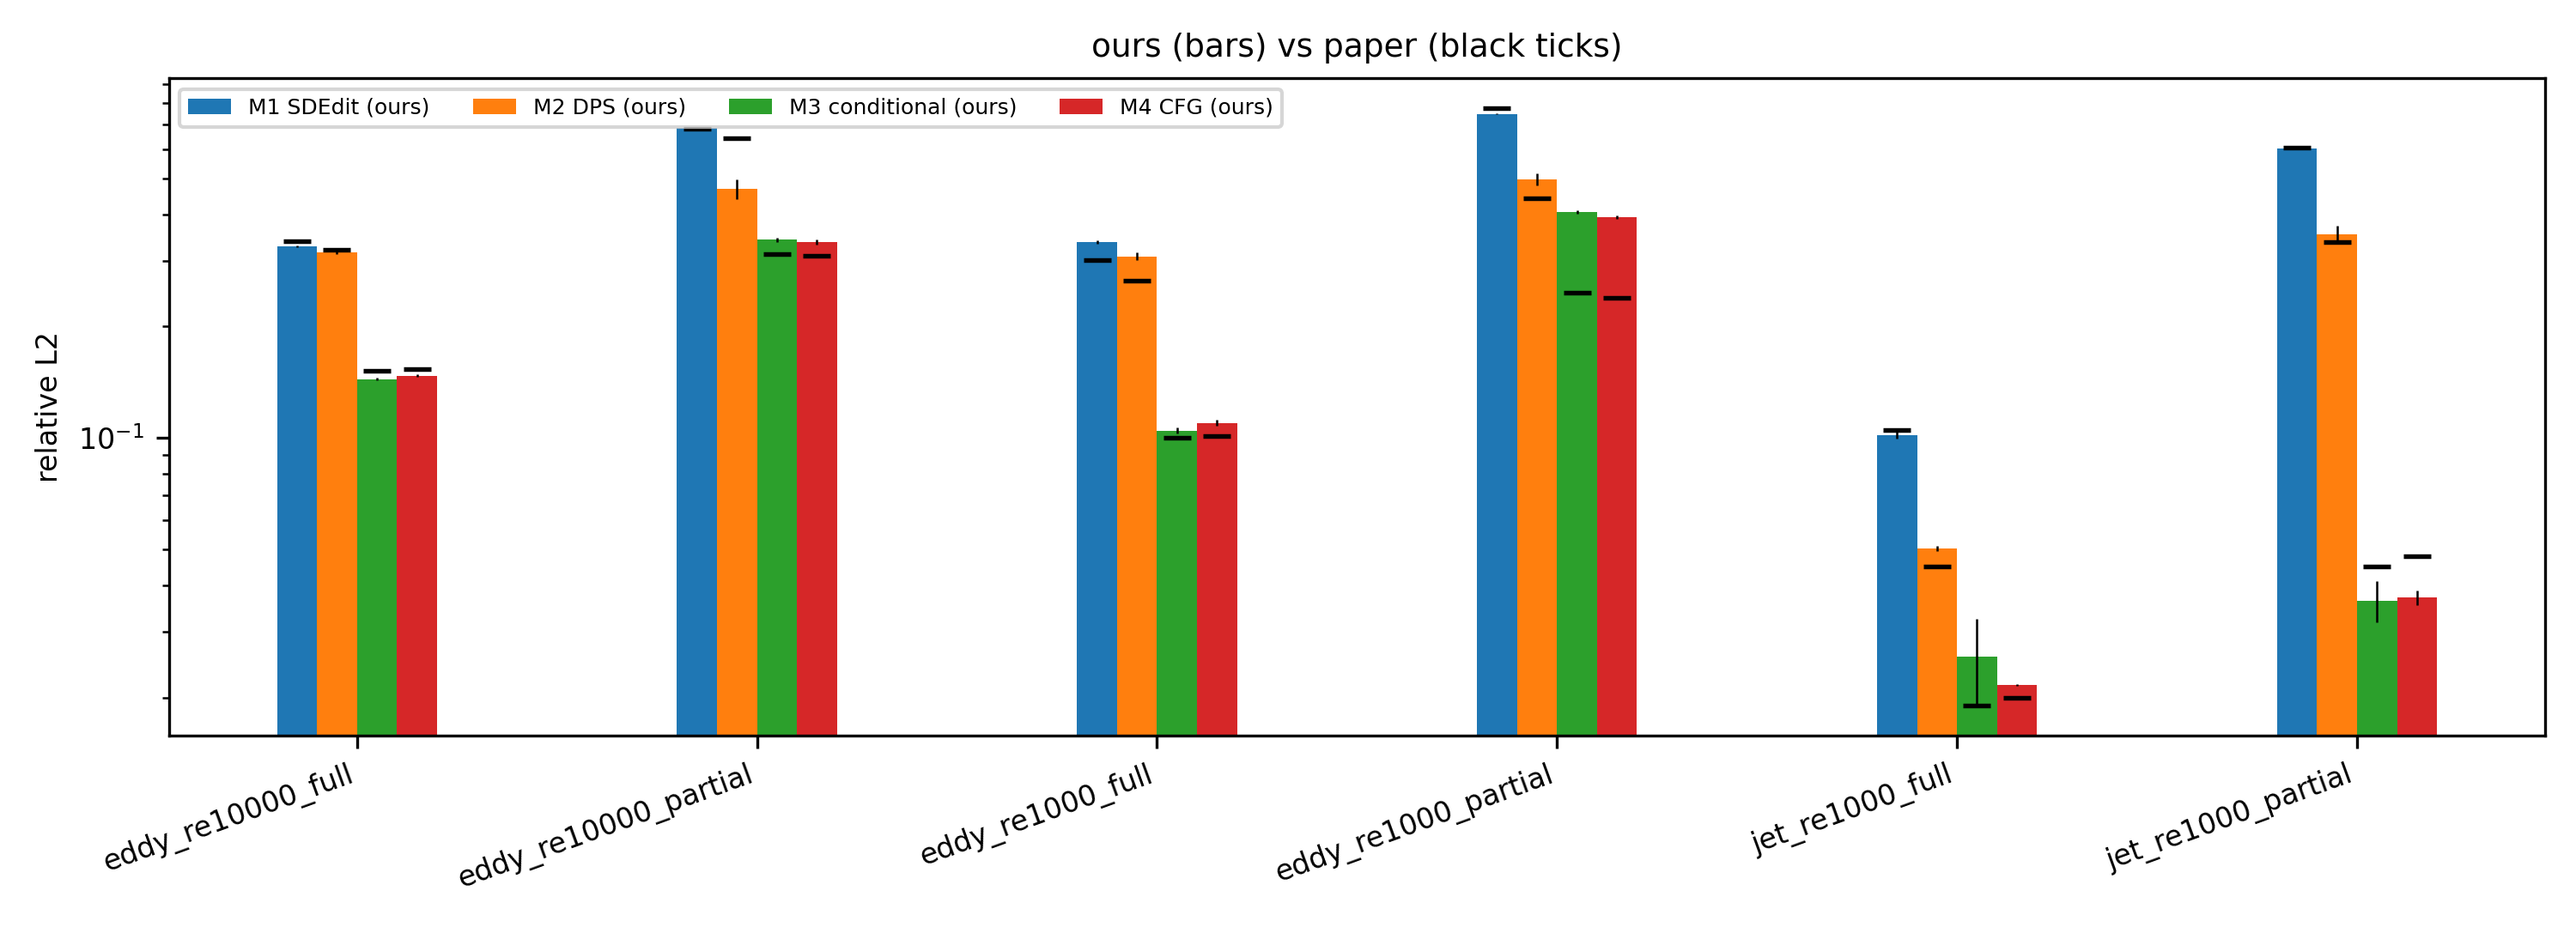 ours (bars) vs paper (black ticks)
M1 SDEdit (ours) M2 DPS (ours) M3 conditional (ours) M4 CFG (ours)
relative L2
10⁻¹
eddy_re10000_full
eddy_re10000_partial
eddy_re1000_full
eddy_re1000_partial
jet_re1000_full
jet_re1000_partial